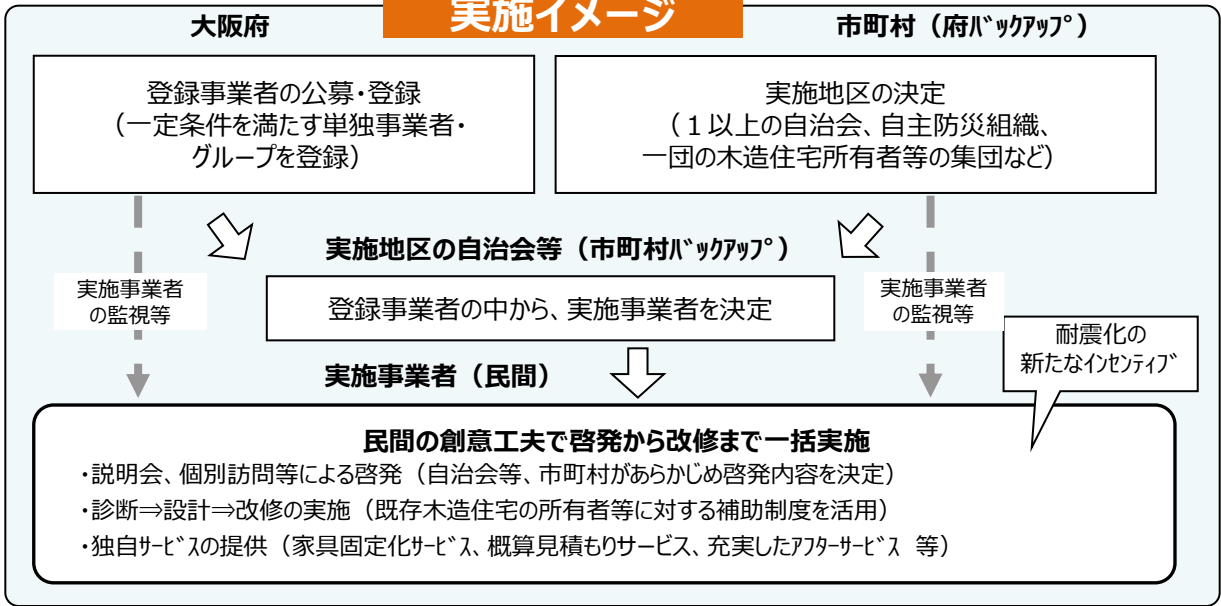 実施イメージ
大阪府
市町村（府ﾊﾞｯｸｱｯﾌﾟ）
登録事業者の公募・登録
（一定条件を満たす単独事業者・
グループを登録）
実施地区の決定
（１以上の自治会、自主防災組織、
一団の木造住宅所有者等の集団など）
実施地区の自治会等（市町村ﾊﾞｯｸｱｯﾌﾟ）
実施事業者
の監視等
登録事業者の中から、実施事業者を決定
実施事業者
の監視等
耐震化の
新たなｲﾝｾﾝﾃｨﾌﾞ
実施事業者（民間）
民間の創意工夫で啓発から改修まで一括実施
・説明会、個別訪問等による啓発（自治会等、市町村があらかじめ啓発内容を決定）
・診断⇒設計⇒改修の実施（既存木造住宅の所有者等に対する補助制度を活用）
・独自ｻｰﾋﾞｽの提供（家具固定化ｻｰﾋﾞｽ、概算見積もりｻｰﾋﾞｽ、充実したｱﾌﾀｰｻｰﾋﾞｽ 等）